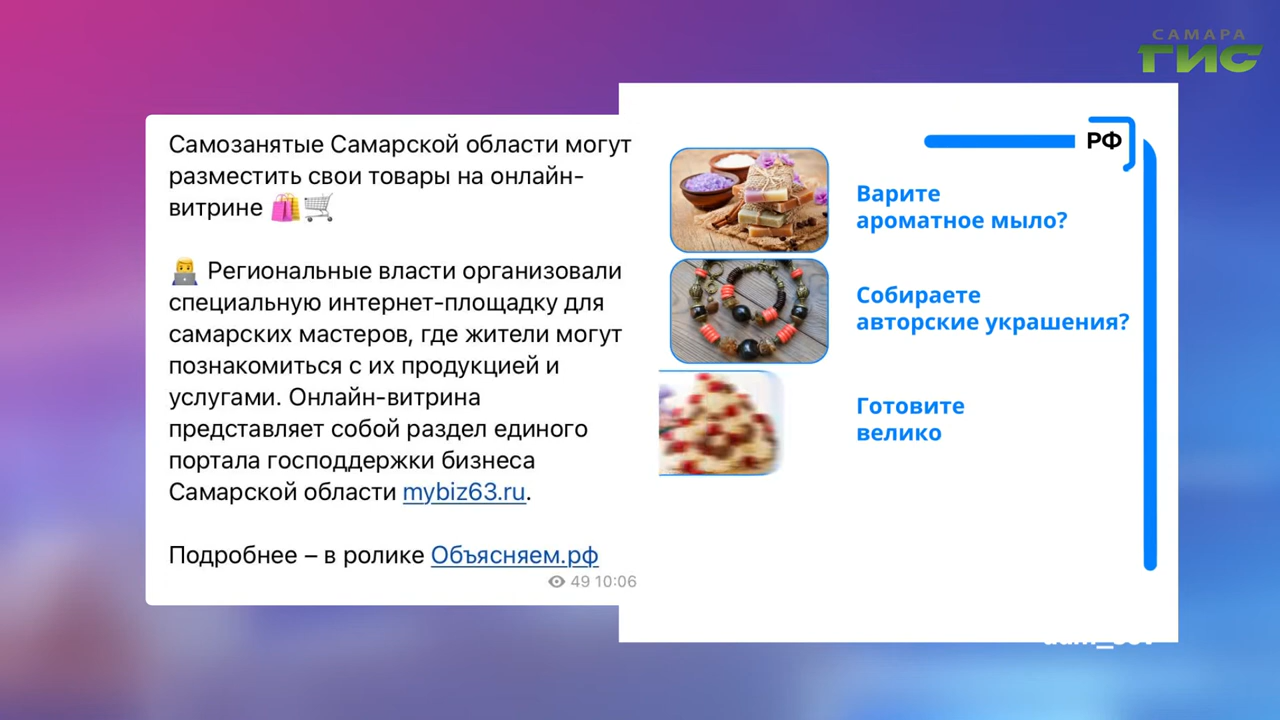 САМАРА
ГИС
Самозанятые Самарской области могут
разместить свои товары на онлайн-
витрине
Региональные власти организовали
специальную интернет-площадку для
самарских мастеров, где жители могут
познакомиться с их продукцией и
услугами. Онлайн-витрина
представляет собой раздел единого
портала господдержки бизнеса
Самарской области mybiz63.ru.
Подробнее – в ролике Объясняем.рф
49 10:06
РФ
Варите
ароматное мыло?
Собираете
авторские украшения?
Готовите
велико